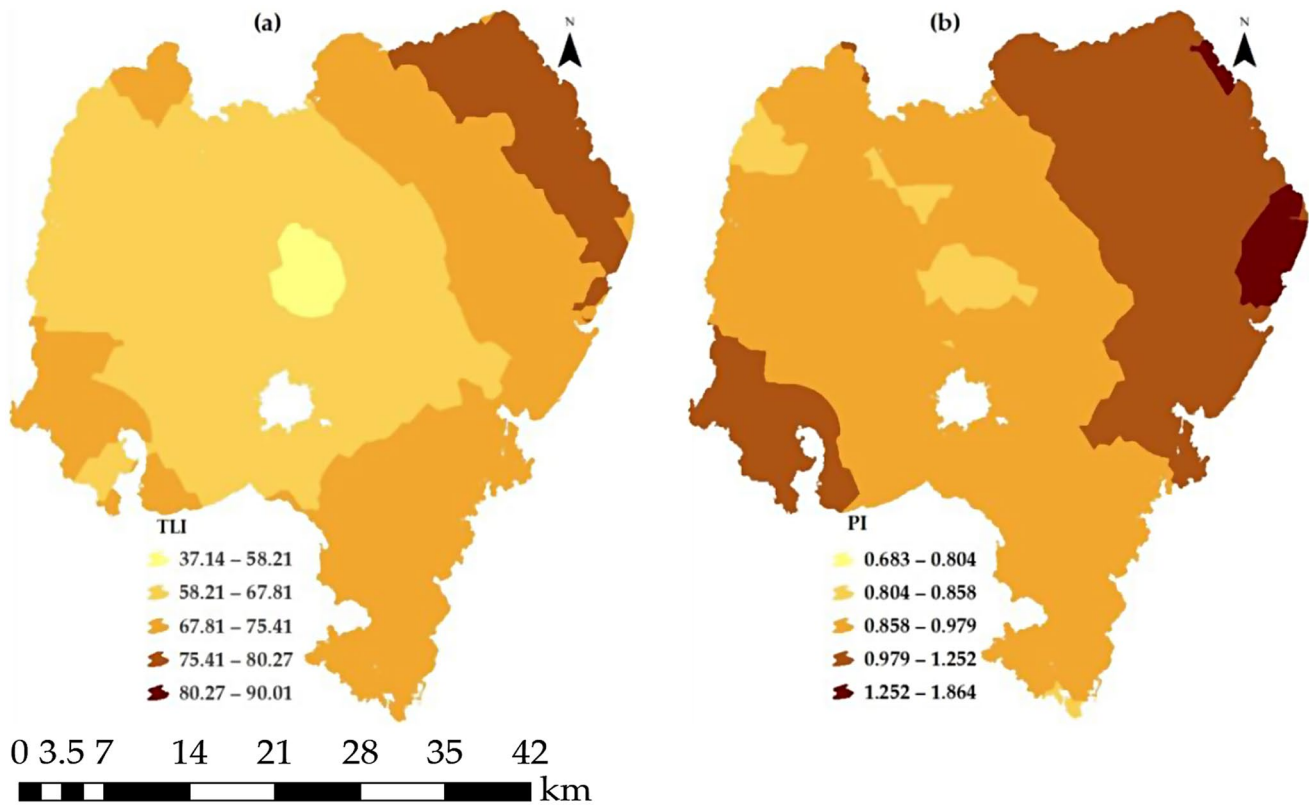 (a)
N
TLI
37.14 – 58.21
58.21 – 67.81
67.81 – 75.41
75.41 – 80.27
80.27 – 90.01
(b)
N
PI
0.683 – 0.804
0.804 – 0.858
0.858 – 0.979
0.979 – 1.252
1.252 – 1.864
0 3.5 7 14 21 28 35 42
km